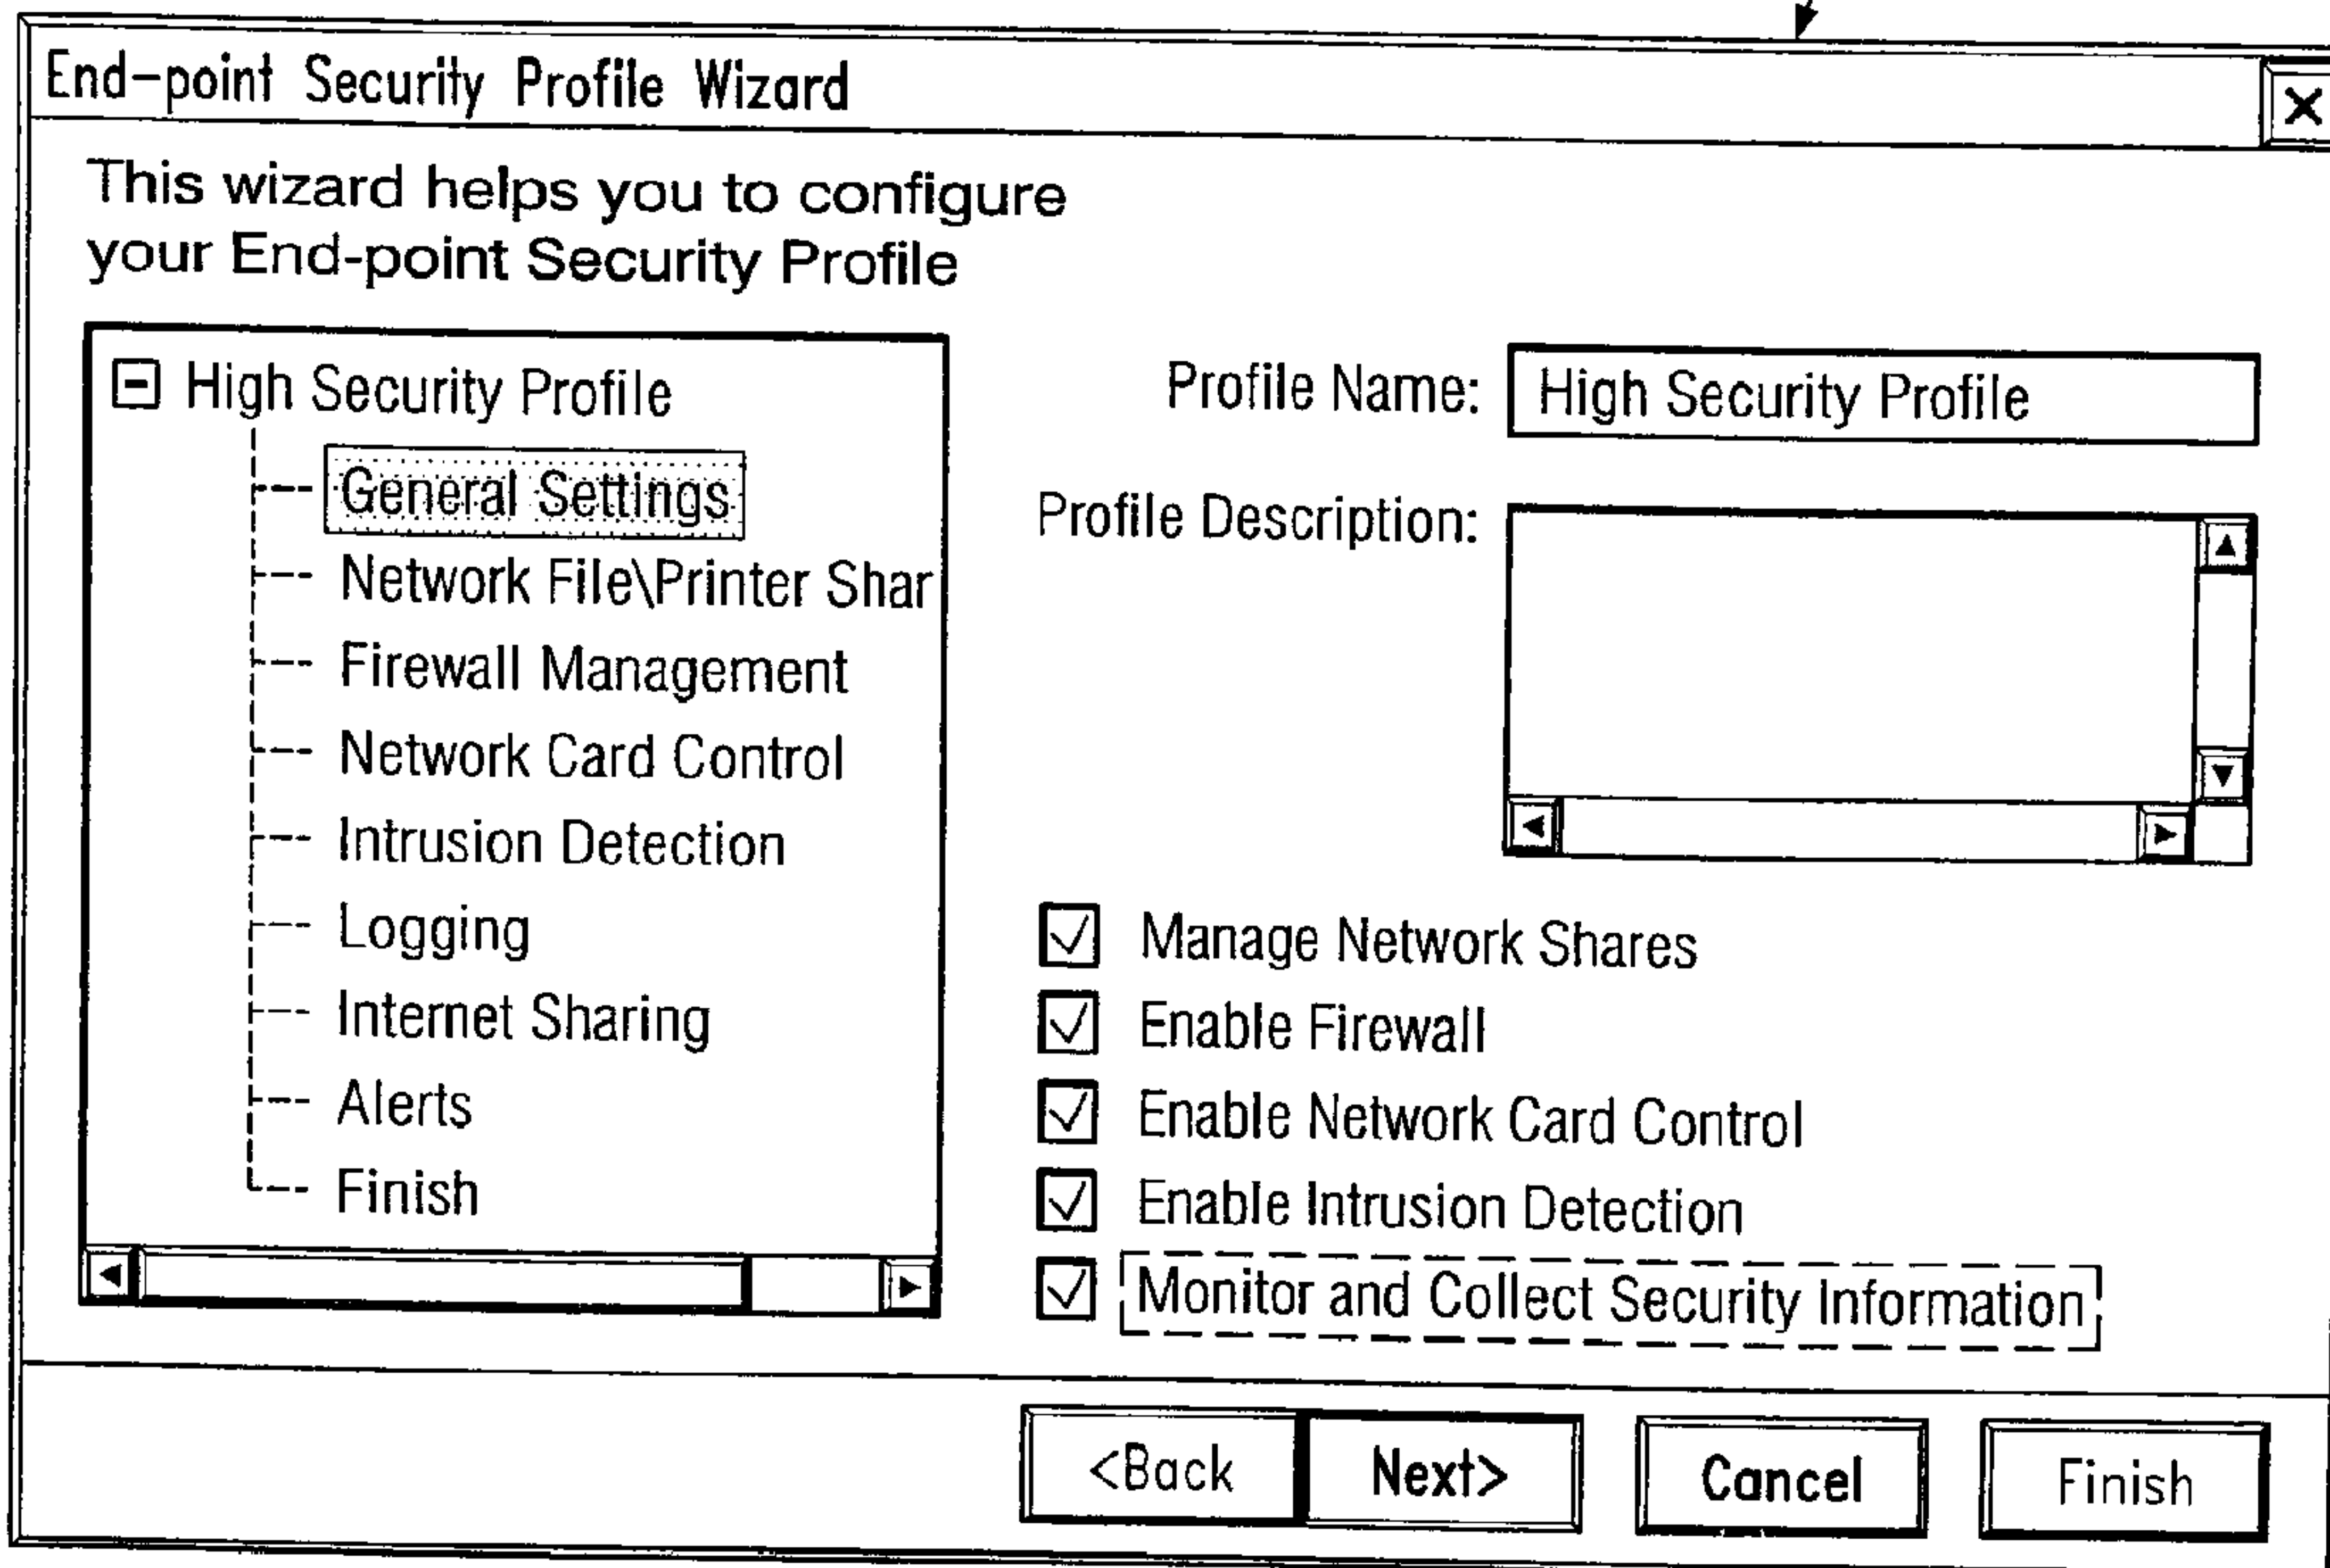 End-point Security Profile Wizard
This wizard helps you to configure
your End-point Security Profile
High Security Profile
General Settings
Network File\Printer Shar
Firewall Management
Network Card Control
Intrusion Detection
Logging
Internet Sharing
Alerts
Finish
Profile Name: High Security Profile
Profile Description:
Manage Network Shares
Enable Firewall
Enable Network Card Control
Enable Intrusion Detection
Monitor and Collect Security Information
<Back Next> Cancel Finish